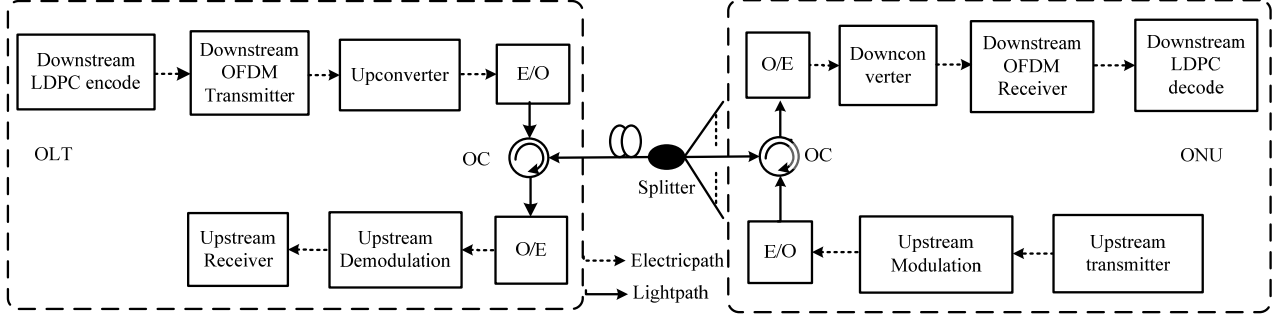 Downstream
LDPC encode
Downstream
OFDM
Transmitter
Upconverter
E/O
O/E
Downcon
verter
Downstream
OFDM
Receiver
Downstream
LDPC
decode
OLT
OC
Splitter
OC
ONU
Upstream
Receiver
Upstream
Demodulation
O/E
Electricpath
Lightpath
E/O
Upstream
Modulation
Upstream
transmitter